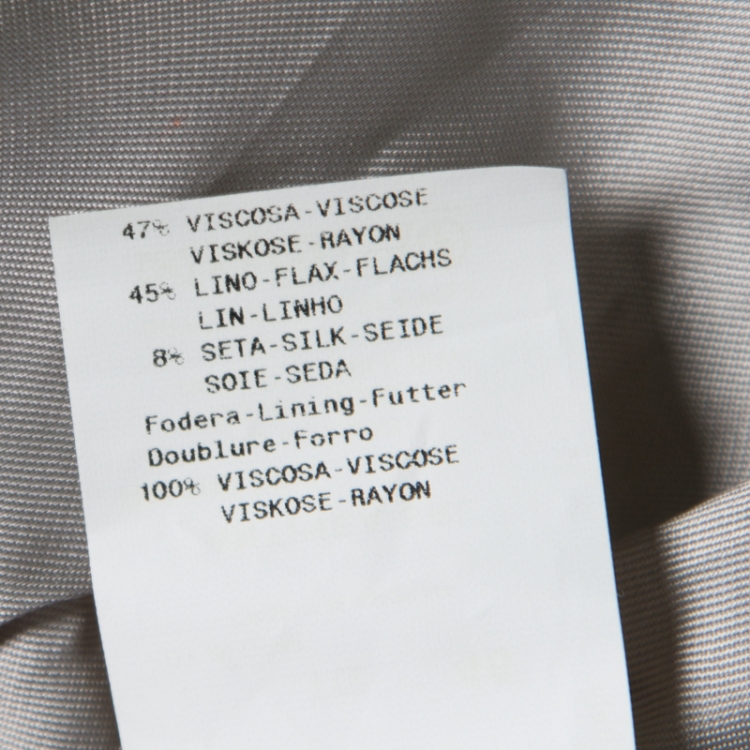 47% VISCOSA-VISCOSE
VISKOSE-RAYON
45% LINO-FLAX-FLACHS
LIN-LINHO
8% SETA-SILK-SEIDE
SOIE-SEDA
Fodera-Lining-Futter
Doublure-Forro
100% VISCOSA-VISCOSE
VISKOSE-RAYON